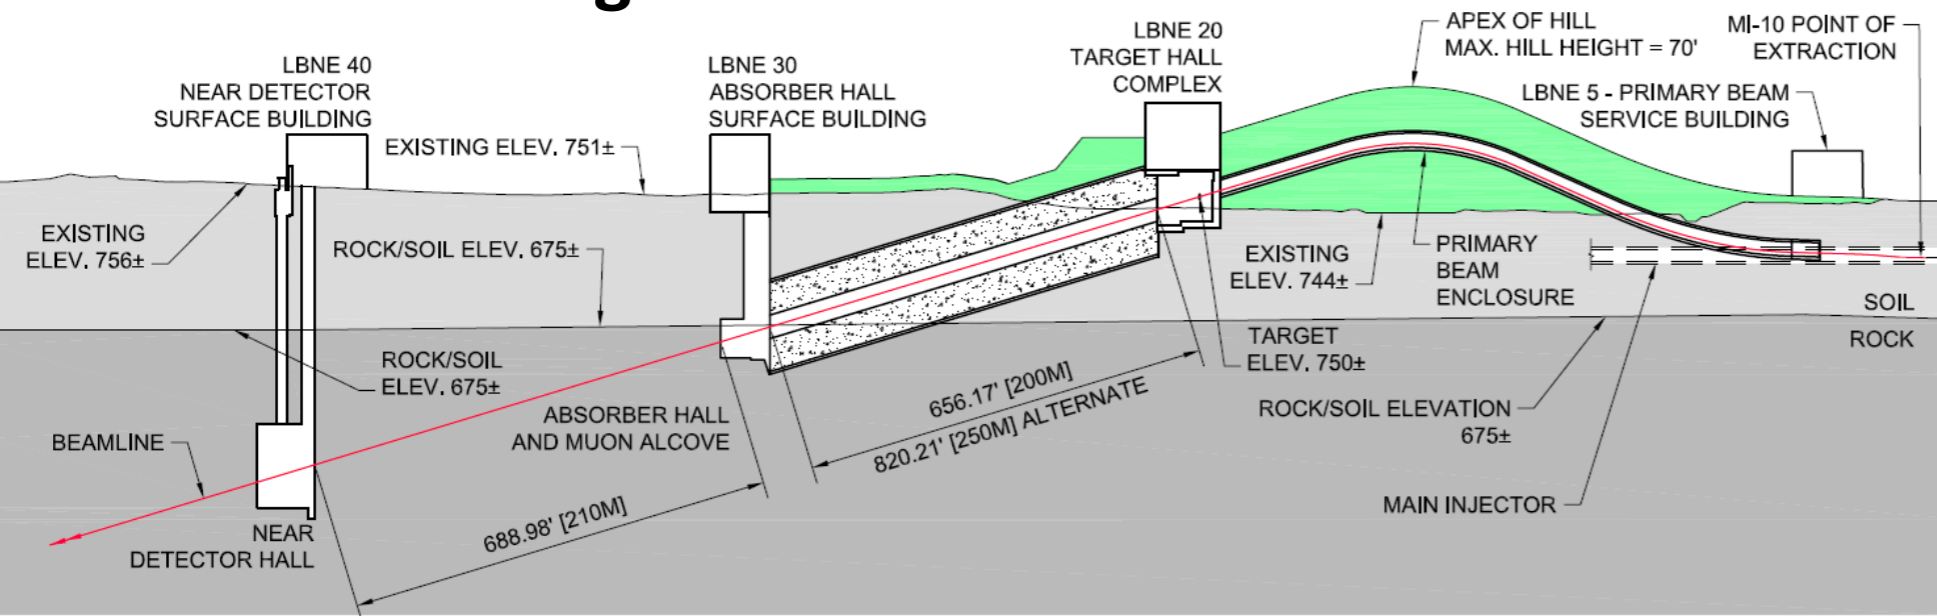 LBNE 40
NEAR DETECTOR
SURFACE BUILDING
EXISTING ELEV. 751±
LBNE 30
ABSORBER HALL
SURFACE BUILDING
LBNE 20
TARGET HALL
COMPLEX
APEX OF HILL
MAX. HILL HEIGHT = 70'
MI-10 POINT OF
EXTRACTION
LBNE 5 - PRIMARY BEAM
SERVICE BUILDING
EXISTING
ELEV. 756±
ROCK/SOIL ELEV. 675±
EXISTING
ELEV. 744±
PRIMARY
BEAM
ENCLOSURE
SOIL
ROCK
ROCK/SOIL
ELEV. 675±
TARGET
ELEV. 750±
656.17' [200M]
820.21' [250M] ALTERNATE
ROCK/SOIL ELEVATION
675±
BEAMLINE
ABSORBER HALL
AND MUON ALCOVE
MAIN INJECTOR
688.98' [210M]
NEAR
DETECTOR HALL